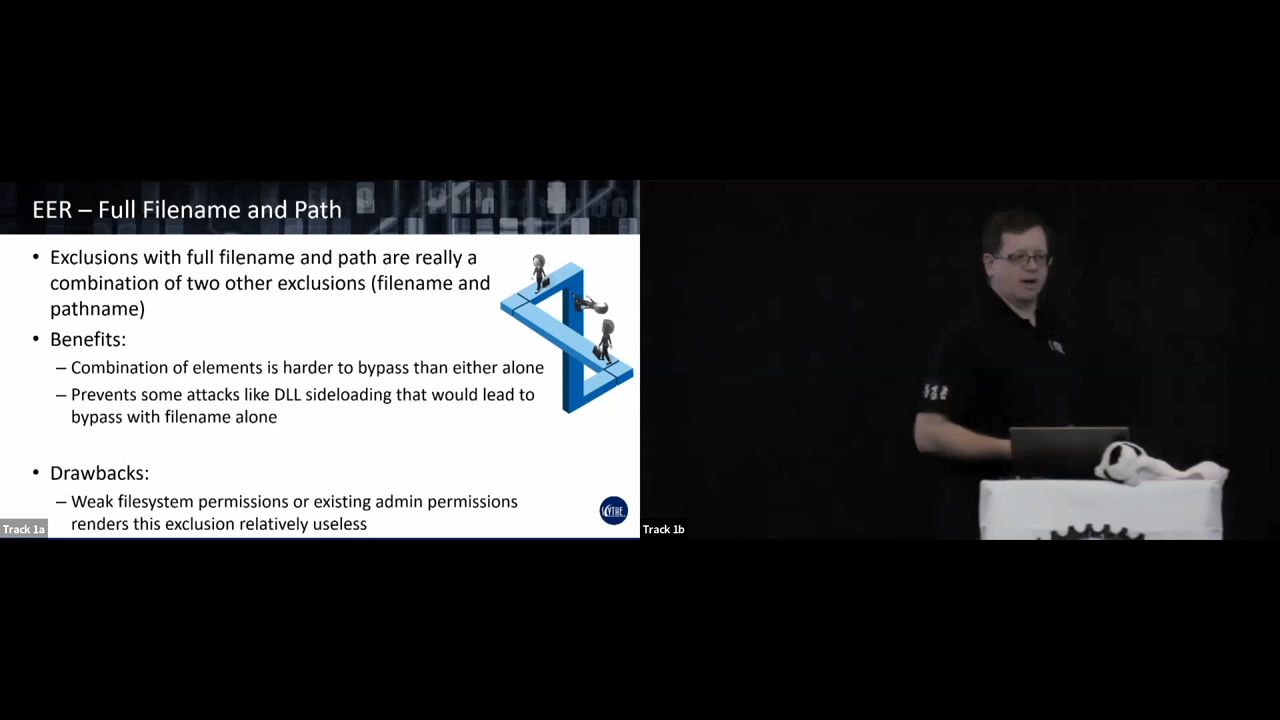 EER – Full Filename and Path
• Exclusions with full filename and path are really a
combination of two other exclusions (filename and
pathname)
• Benefits:
– Combination of elements is harder to bypass than either alone
– Prevents some attacks like DLL sideloading that would lead to
bypass with filename alone
• Drawbacks:
– Weak filesystem permissions or existing admin permissions
renders this exclusion relatively useless
SCYTHE
Track 1a
Track 1b